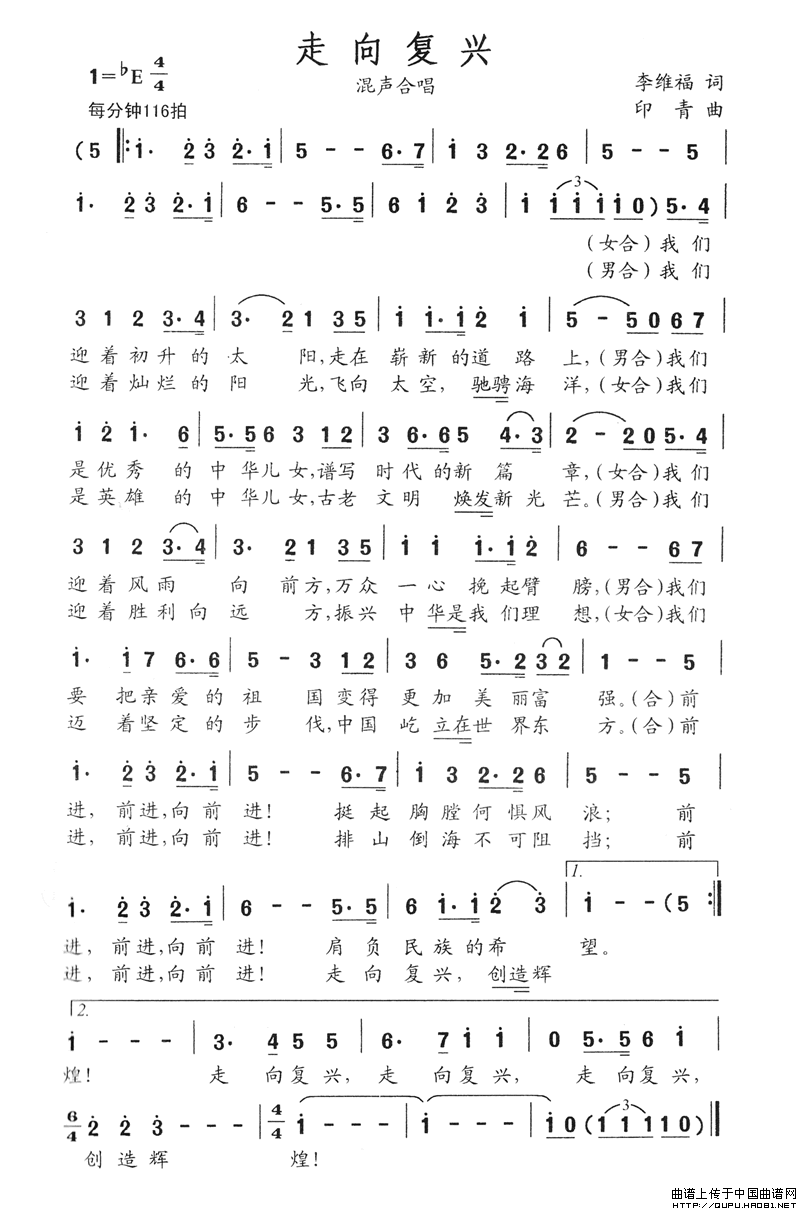 走向复兴
1=♭E 4/4
混声合唱
李维福 词
每分钟116拍
印青 曲
(5 ‖: i· 2̇ 3̇ 2̇· i | 5 - - 6· 7 | i 3 2· 2 6 | 5 - - 5
i· 2̇ 3̇ 2̇· i | 6 - - 5· 5 | 6 i 2̇ 3̇ | i i i i i 0) 5· 4
3
(女合)我们
(男合)我们
3 1 2 3· 4 | 3· 2 1 3 5 | i i· i 2̇ i | 5 - 5 0 6 7
迎着初升的太 阳,走在崭新的道路上,(男合)我们
迎着灿烂的阳 光,飞向太空,驰骋海洋,(女合)我们
i 2̇ i· 6 | 5· 5 6 3 1 2 | 3 6· 6 5 4· 3 | 2 - 2 0 5· 4
是优秀的中华儿女,谱写时代的新篇章,(女合)我们
是英雄的中华儿女,古老文明焕发新光芒。(男合)我们
3 1 2 3· 4 | 3· 2 1 3 5 | i i i· i 2̇ | 6 - - 6 7
迎着风雨向前方,万众一心挽起臂膀,(男合)我们
迎着胜利向远方,振兴中华是我们理想,(女合)我们
i· i 7 6· 6 | 5 - 3 1 2 | 3 6 5· 2 3 2 | 1 - - 5
要把亲爱的祖国变得更加美丽富强。(合)前
迈着坚定的步伐,中国屹立在世界东方。(合)前
i· 2̇ 3̇ 2̇· i | 5 - - 6· 7 | i 3 2· 2 6 | 5 - - 5
进,前进,向前进!挺起胸膛何惧风浪;前
进,前进,向前进!排山倒海不可阻挡;前
1.
i· 2̇ 3̇ 2̇· i | 6 - - 5· 5 | 6 i· i 2̇ 3̇ | i - - (5 :‖
进,前进,向前进!肩负民族的希望。
进,前进,向前进!走向复兴,创造辉
2.
i - - - | 3· 4 5 5 | 6· 7 i i | 0 5· 5 6 i
煌!走向复兴,走向复兴,走向复兴,
6/4 2̇ 2̇ 3̇ - - - | 4/4 i - - - | i - - - | i 0 (i i i i 0) ‖
3
创造辉煌!
曲谱上传于中国曲谱网
HTTP://QUPU.HAO81.NET